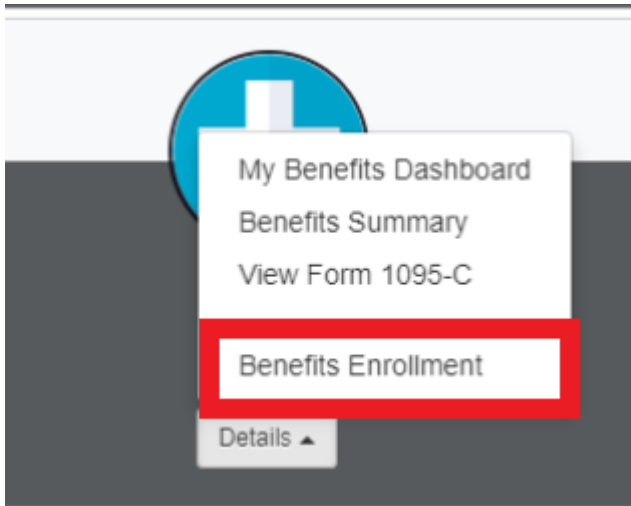 My Benefits Dashboard
Benefits Summary
View Form 1095-C
Benefits Enrollment
Details